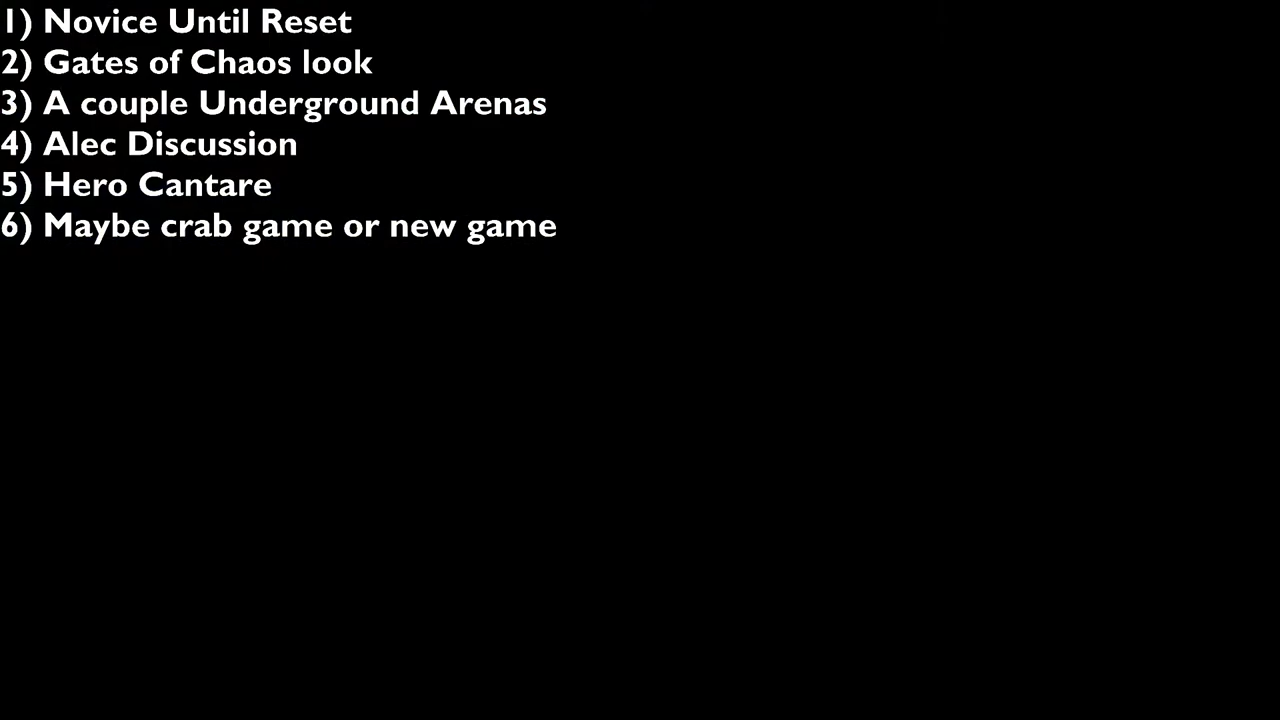 1) Novice Until Reset
2) Gates of Chaos look
3) A couple Underground Arenas
4) Alec Discussion
5) Hero Cantare
6) Maybe crab game or new game